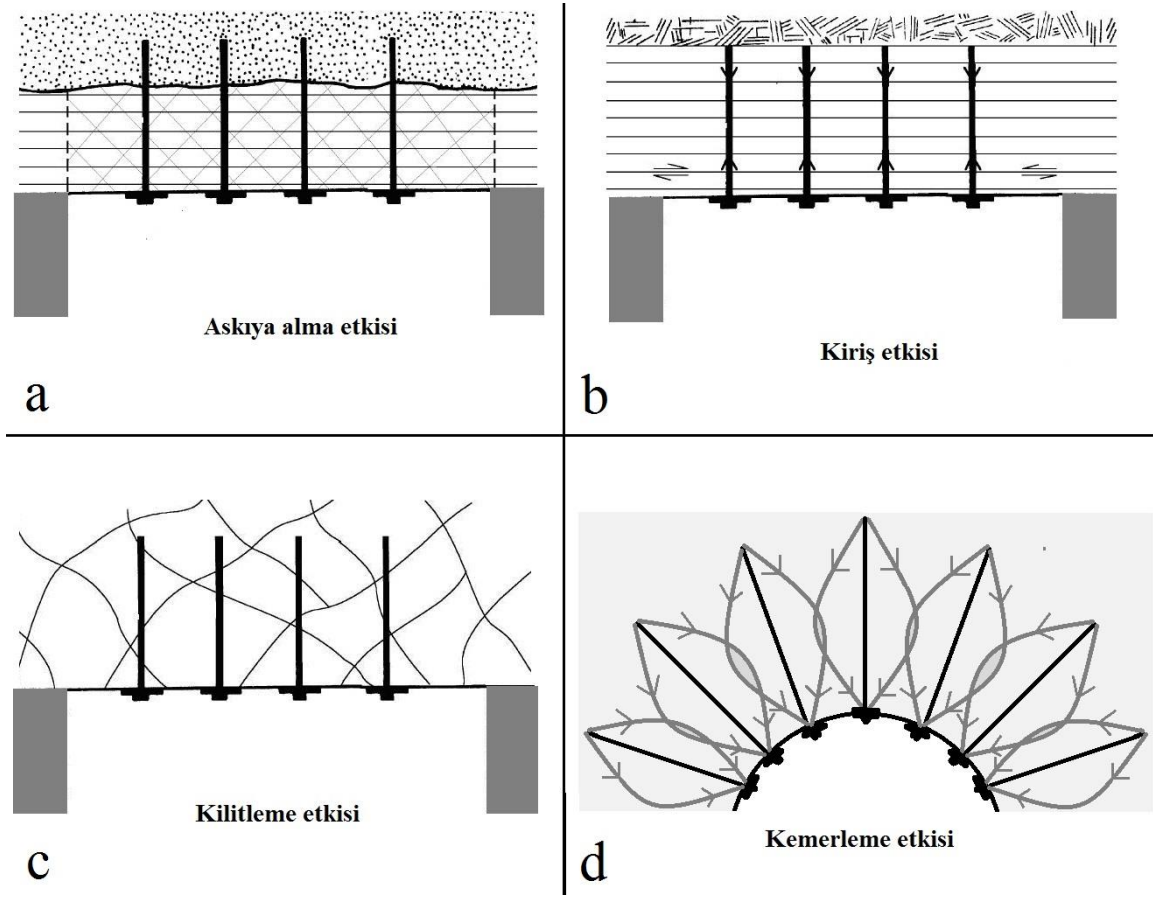 Askıya alma etkisi
a
Kiriş etkisi
b
Kilitleme etkisi
c
Kemerleme etkisi
d